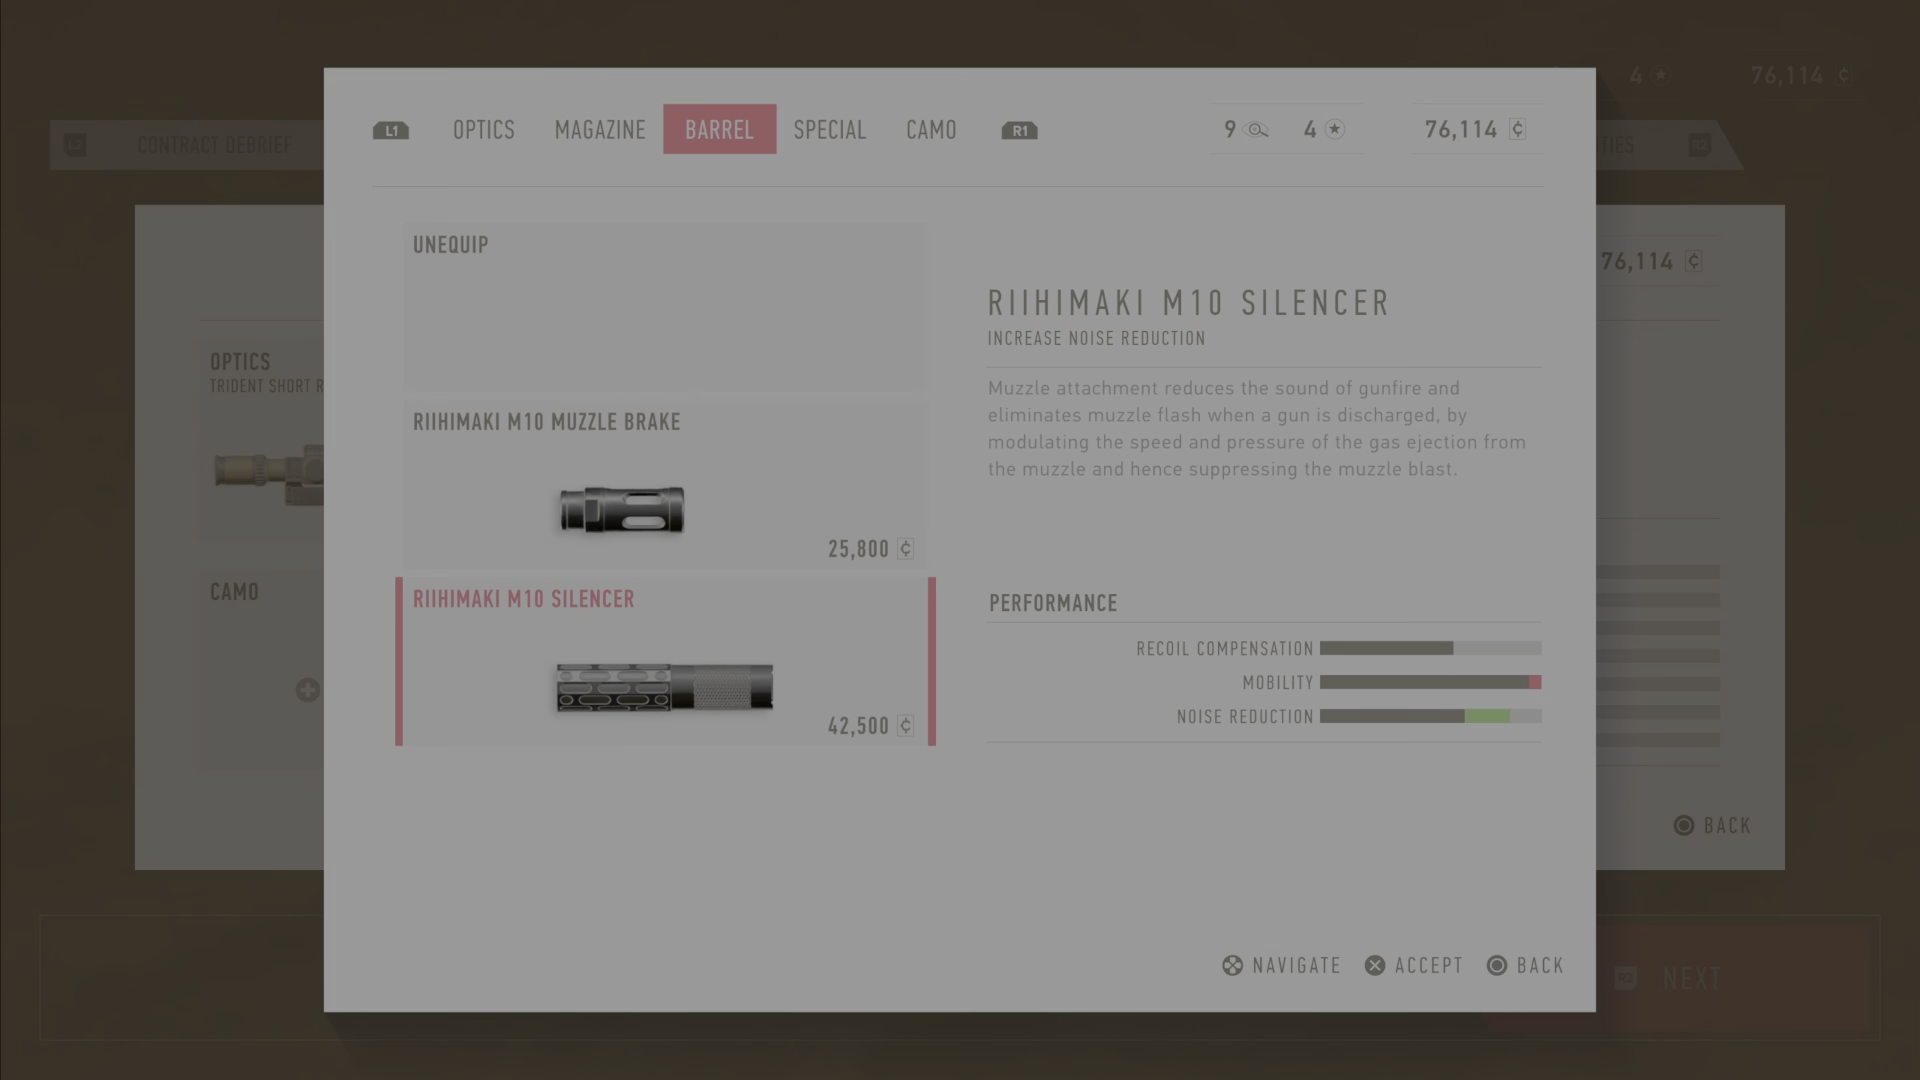 4 76,114 ¢
CONTRACT DEBRIEF
TIES
L1 OPTICS MAGAZINE BARREL SPECIAL CAMO R1
9 4 76,114 ¢
76,114 ¢
UNEQUIP
RIIHIMAKI M10 MUZZLE BRAKE
25,800 ¢
RIIHIMAKI M10 SILENCER
42,500 ¢
RIIHIMAKI M10 SILENCER
INCREASE NOISE REDUCTION
Muzzle attachment reduces the sound of gunfire and
eliminates muzzle flash when a gun is discharged, by
modulating the speed and pressure of the gas ejection from
the muzzle and hence suppressing the muzzle blast.
PERFORMANCE
RECOIL COMPENSATION
MOBILITY
NOISE REDUCTION
OPTICS
TRIDENT SHORT R
CAMO
BACK
NAVIGATE ACCEPT BACK
NEXT